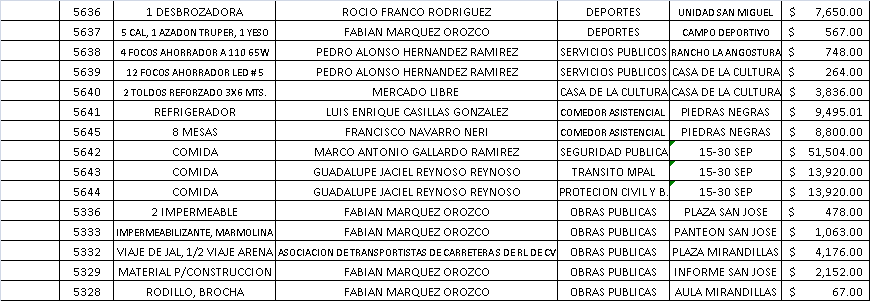 5636 1 DESBROZADORA ROCIO FRANCO RODRIGUEZ DEPORTES UNIDAD SAN MIGUEL $ 7,650.00
5637 5 CAL, 1 AZADON TRUPER, 1 YESO FABIAN MARQUEZ OROZCO DEPORTES CAMPO DEPORTIVO $ 567.00
5638 4 FOCOS AHORRADOR A 110 65W PEDRO ALONSO HERNANDEZ RAMIREZ SERVICIOS PUBLICOS RANCHO LA ANGOSTURA $ 748.00
5639 12 FOCOS AHORRADOR LED # 5 PEDRO ALONSO HERNANDEZ RAMIREZ SERVICIOS PUBLICOS CASA DE LA CULTURA $ 264.00
5640 2 TOLDOS REFORZADO 3X6 MTS. MERCADO LIBRE CASA DE LA CULTURA CASA DE LA CULTURA $ 3,836.00
5641 REFRIGERADOR LUIS ENRIQUE CASILLAS GONZALEZ COMEDOR ASISTENCIAL PIEDRAS NEGRAS $ 9,495.01
5645 8 MESAS FRANCISCO NAVARRO NERI COMEDOR ASISTENCIAL PIEDRAS NEGRAS $ 8,800.00
5642 COMIDA MARCO ANTONIO GALLARDO RAMIREZ SEGURIDAD PUBLICA 15-30 SEP $ 51,504.00
5643 COMIDA GUADALUPE JACIEL REYNOSO REYNOSO TRANSITO MPAL 15-30 SEP $ 13,920.00
5644 COMIDA GUADALUPE JACIEL REYNOSO REYNOSO PROTECION CIVIL Y B. 15-30 SEP $ 13,920.00
5336 2 IMPERMEABLE FABIAN MARQUEZ OROZCO OBRAS PUBLICAS PLAZA SAN JOSE $ 478.00
5333 IMPERMEABILIZANTE, MARMOLINA FABIAN MARQUEZ OROZCO OBRAS PUBLICAS PANTEON SAN JOSE $ 1,063.00
5332 VIAJE DE JAL, 1/2 VIAJE ARENA ASOCIACION DE TRANSPORTISTAS DE CARRETERAS DE RL DE CV OBRAS PUBLICAS PLAZA MIRANDILLAS $ 4,176.00
5329 MATERIAL P/CONSTRUCCION FABIAN MARQUEZ OROZCO OBRAS PUBLICAS INFORME SAN JOSE $ 2,152.00
5328 RODILLO, BROCHA FABIAN MARQUEZ OROZCO OBRAS PUBLICAS AULA MIRANDILLAS $ 67.00